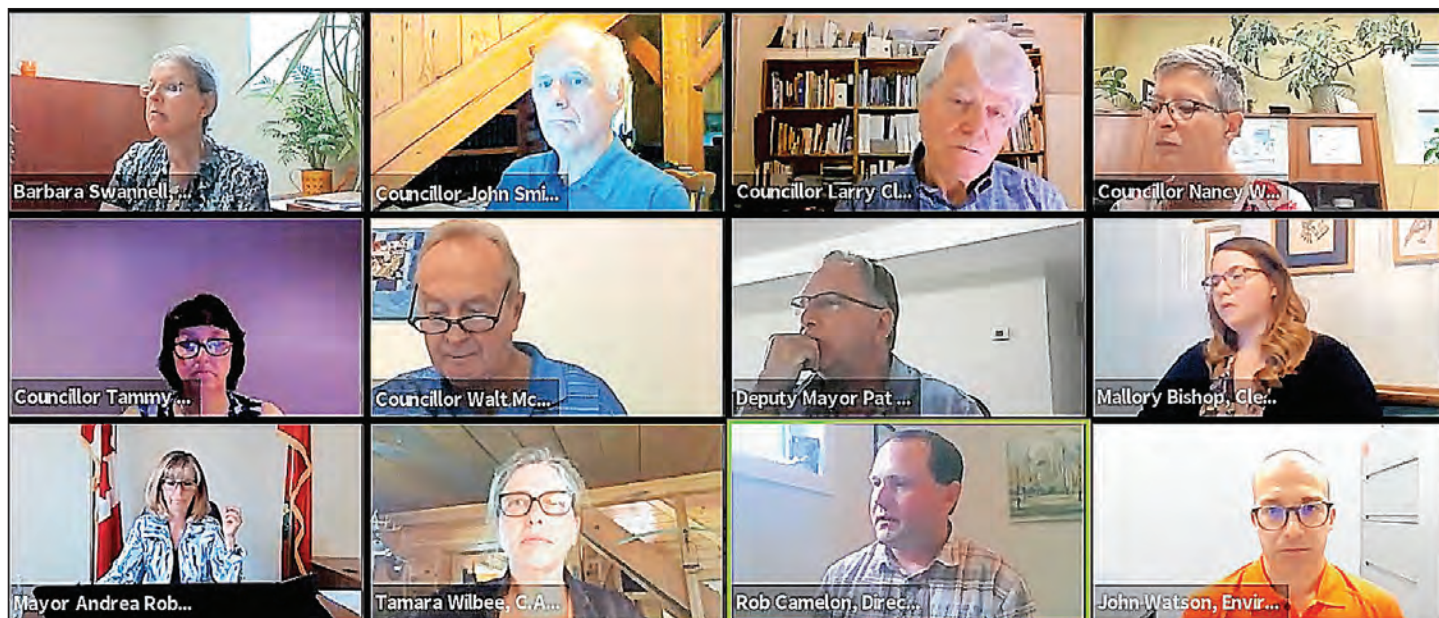 Barbara Swannell, ...
Councillor John Smi...
Councillor Larry Cl...
Councillor Nancy W...
Councillor Tammy ...
Councillor Walt Mc...
Deputy Mayor Pat ...
Mallory Bishop, Cle...
Mayor Andrea Rob...
Tamara Wilbee, C.A...
Rob Camelon, Direc...
John Watson, Envir...